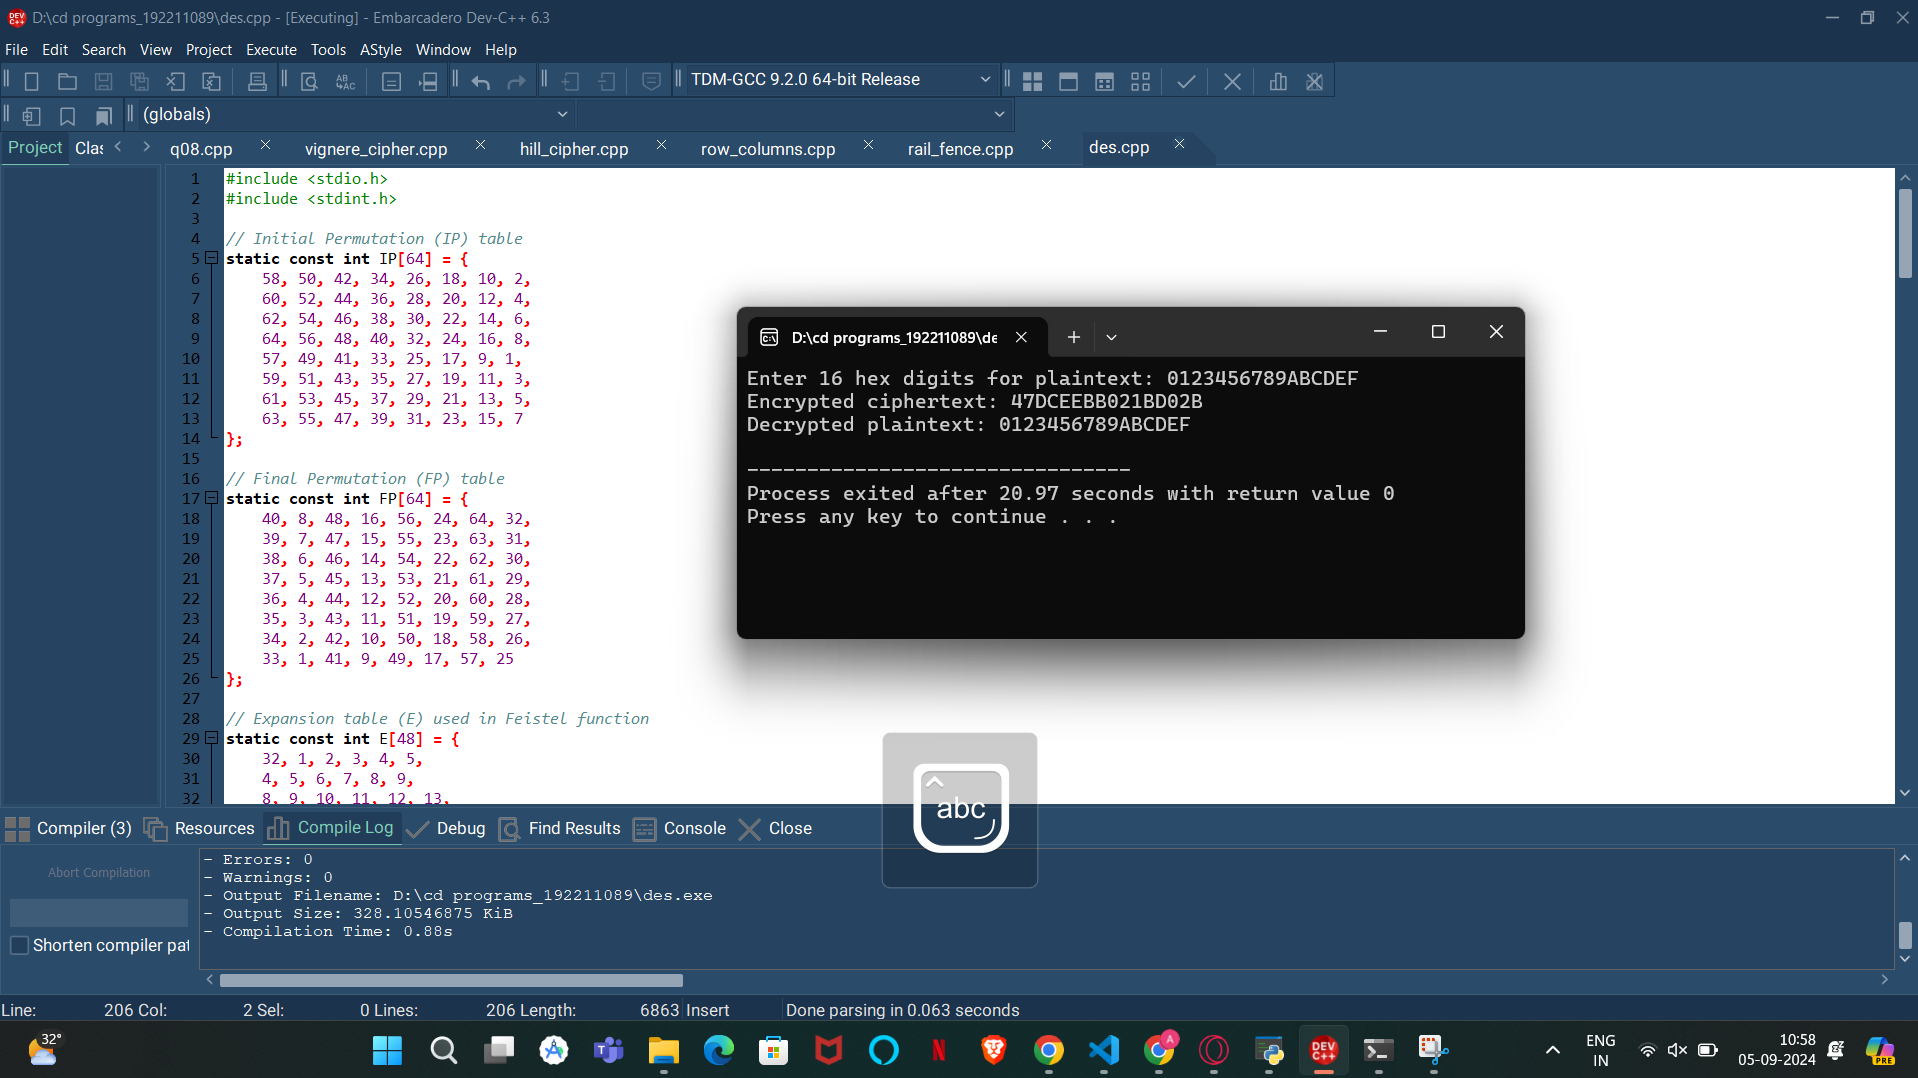 D:\cd programs_192211089\des.cpp - [Executing] - Embarcadero Dev-C++ 6.3
File Edit Search View Project Execute Tools AStyle Window Help
TDM-GCC 9.2.0 64-bit Release
(globals)
Project Clas
q08.cpp vignere_cipher.cpp hill_cipher.cpp row_columns.cpp rail_fence.cpp des.cpp
1 #include <stdio.h>
2 #include <stdint.h>
3
4 // Initial Permutation (IP) table
5 static const int IP[64] = {
6 58, 50, 42, 34, 26, 18, 10, 2,
7 60, 52, 44, 36, 28, 20, 12, 4,
8 62, 54, 46, 38, 30, 22, 14, 6,
9 64, 56, 48, 40, 32, 24, 16, 8,
10 57, 49, 41, 33, 25, 17, 9, 1,
11 59, 51, 43, 35, 27, 19, 11, 3,
12 61, 53, 45, 37, 29, 21, 13, 5,
13 63, 55, 47, 39, 31, 23, 15, 7
14 };
15
16 // Final Permutation (FP) table
17 static const int FP[64] = {
18 40, 8, 48, 16, 56, 24, 64, 32,
19 39, 7, 47, 15, 55, 23, 63, 31,
20 38, 6, 46, 14, 54, 22, 62, 30,
21 37, 5, 45, 13, 53, 21, 61, 29,
22 36, 4, 44, 12, 52, 20, 60, 28,
23 35, 3, 43, 11, 51, 19, 59, 27,
24 34, 2, 42, 10, 50, 18, 58, 26,
25 33, 1, 41, 9, 49, 17, 57, 25
26 };
27
28 // Expansion table (E) used in Feistel function
29 static const int E[48] = {
30 32, 1, 2, 3, 4, 5,
31 4, 5, 6, 7, 8, 9,
32 8, 9, 10, 11, 12, 13,
D:\cd programs_192211089\de
Enter 16 hex digits for plaintext: 0123456789ABCDEF
Encrypted ciphertext: 47DCEEBB021BD02B
Decrypted plaintext: 0123456789ABCDEF
--------------------------------
Process exited after 20.97 seconds with return value 0
Press any key to continue . . .
abc
Compiler (3) Resources Compile Log Debug Find Results Console Close
Abort Compilation
Shorten compiler pat
- Errors: 0
- Warnings: 0
- Output Filename: D:\cd programs_192211089\des.exe
- Output Size: 328.10546875 KiB
- Compilation Time: 0.88s
Line: 206 Col: 2 Sel: 0 Lines: 206 Length: 6863 Insert Done parsing in 0.063 seconds
32°
DEV C++
ENG
IN
10:58
05-09-2024
PRE